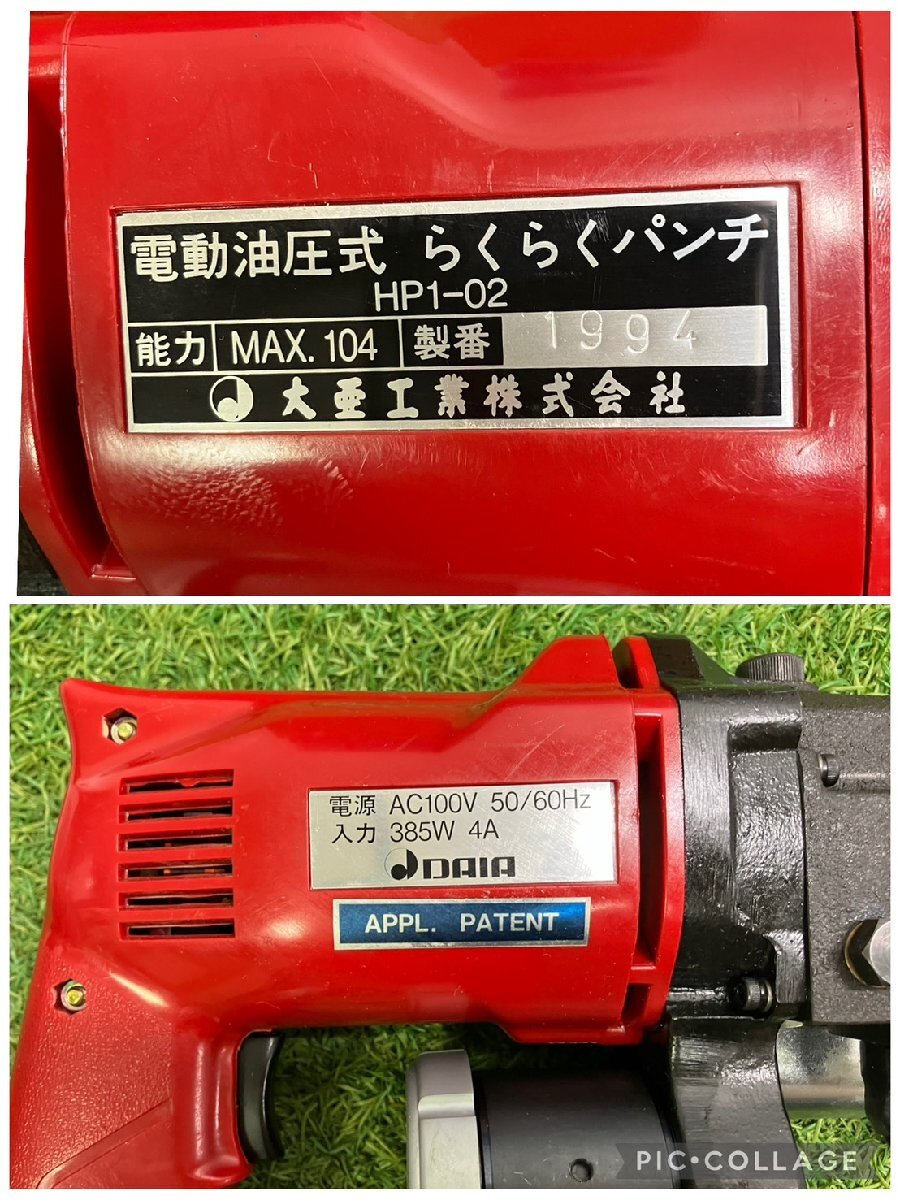 電動油圧式 らくらくパンチ
HP1-02
能力 MAX. 104 製番 1994
大亜工業株式会社
電源 AC100V 50/60Hz
入力 385W 4A
DAIA
APPL. PATENT
PIC•COLLAGE